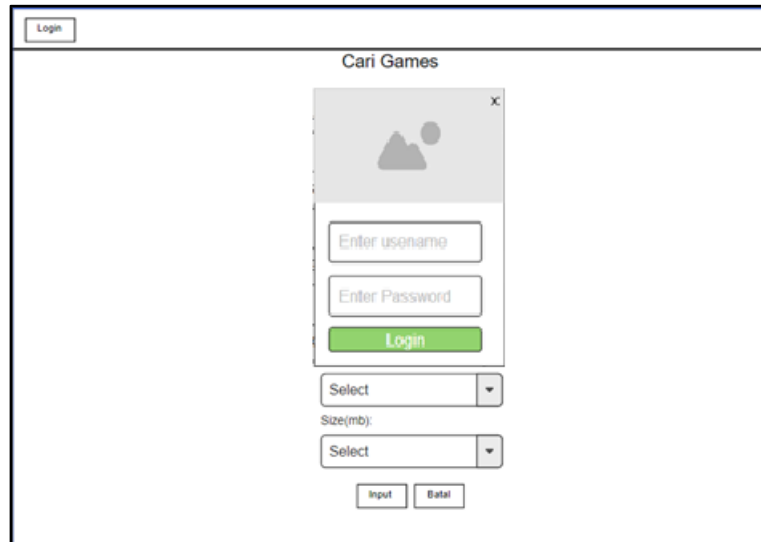 Login
Cari Games
X
Enter usename
Enter Password
Login
Select
Size(mb):
Select
Input Batal